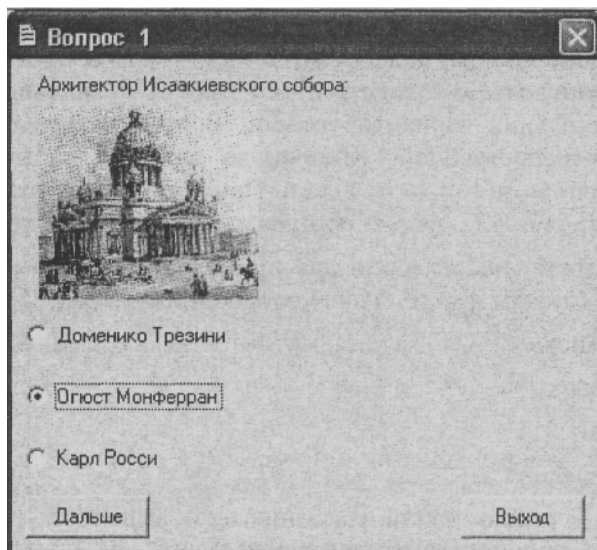 Вопрос 1
Архитектор Исаакиевского собора:
Доменико Трезини
Огюст Монферран
Карл Росси
Дальше
Выход